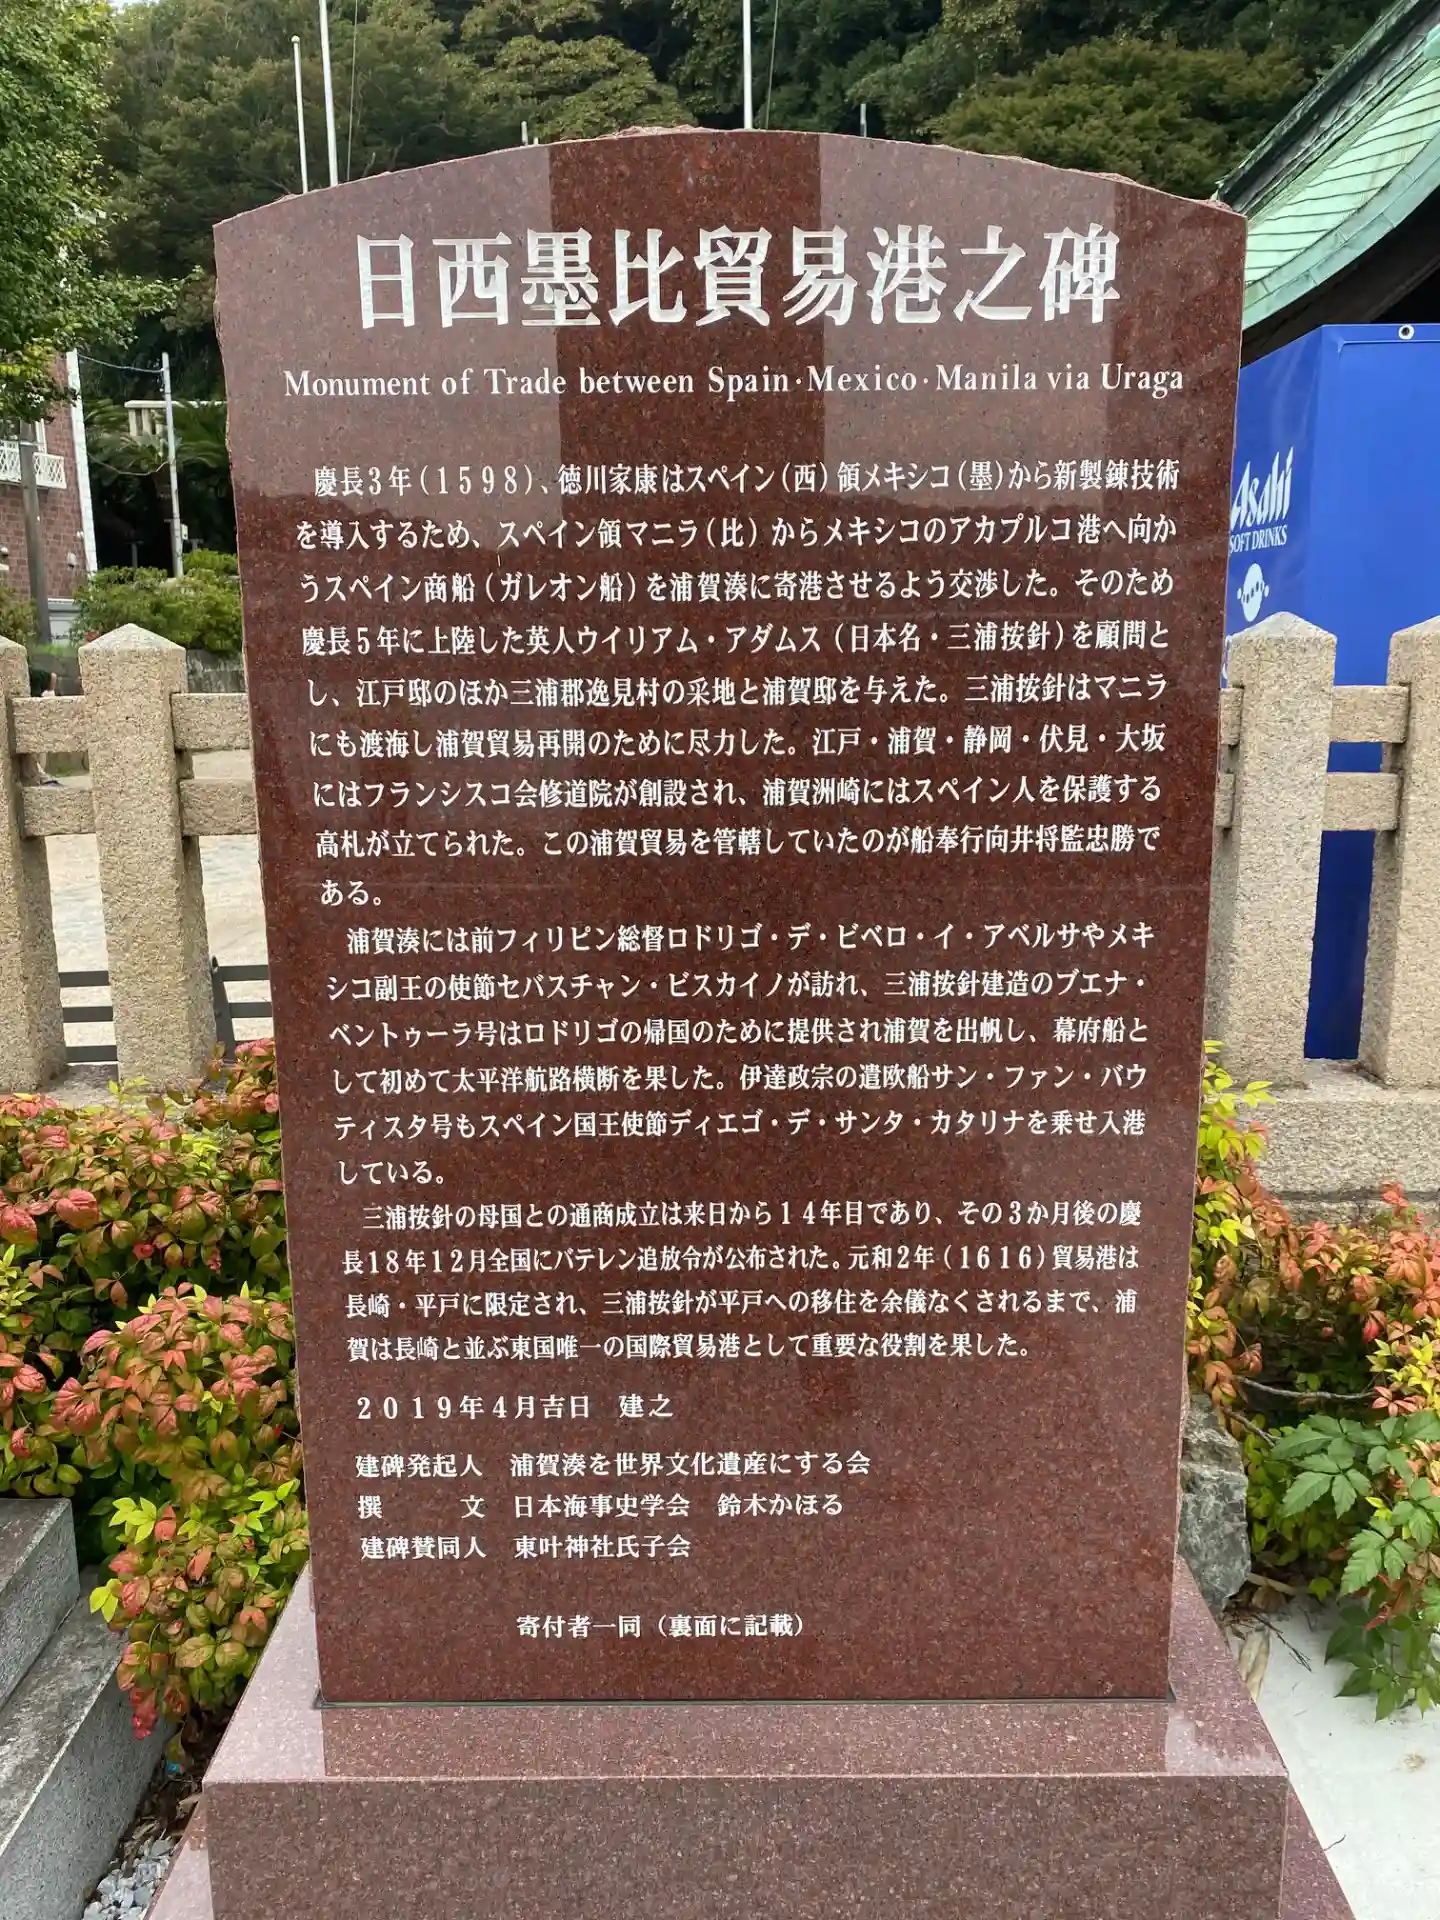 日西墨比貿易港之碑
Monument of Trade between Spain・Mexico・Manila via Uraga
慶長3年(1598)、徳川家康はスペイン(西)領メキシコ(墨)から新製錬技術
を導入するため、スペイン領マニラ(比)からメキシコのアカプルコ港へ向か
うスペイン商船(ガレオン船)を浦賀湊に寄港させるよう交渉した。そのため
慶長5年に上陸した英人ウイリアム・アダムス(日本名・三浦按針)を顧問と
し、江戸邸のほか三浦郡逸見村の采地と浦賀邸を与えた。三浦按針はマニラ
にも渡海し浦賀貿易再開のために尽力した。江戸・浦賀・静岡・伏見・大坂
にはフランシスコ会修道院が創設され、浦賀洲崎にはスペイン人を保護する
高札が立てられた。この浦賀貿易を管轄していたのが船奉行向井将監忠勝で
ある。
浦賀湊には前フィリピン総督ロドリゴ・デ・ビベロ・イ・アベルサやメキ
シコ副王の使節セバスチャン・ビスカイノが訪れ、三浦按針建造のブエナ・
ベントゥーラ号はロドリゴの帰国のために提供され浦賀を出帆し、幕府船と
して初めて太平洋航路横断を果した。伊達政宗の遣欧船サン・ファン・バウ
ティスタ号もスペイン国王使節ディエゴ・デ・サンタ・カタリナを乗せ入港
している。
三浦按針の母国との通商成立は来日から14年目であり、その3か月後の慶
長18年12月全国にバテレン追放令が公布された。元和2年(1616)貿易港は
長崎・平戸に限定され、三浦按針が平戸への移住を余儀なくされるまで、浦
賀は長崎と並ぶ東国唯一の国際貿易港として重要な役割を果した。
2019年4月吉日 建之
建碑発起人 浦賀湊を世界文化遺産にする会
撰 文 日本海事史学会 鈴木かほる
建碑賛同人 東叶神社氏子会
寄付者一同(裏面に記載)
Asahi
SOFT DRINKS